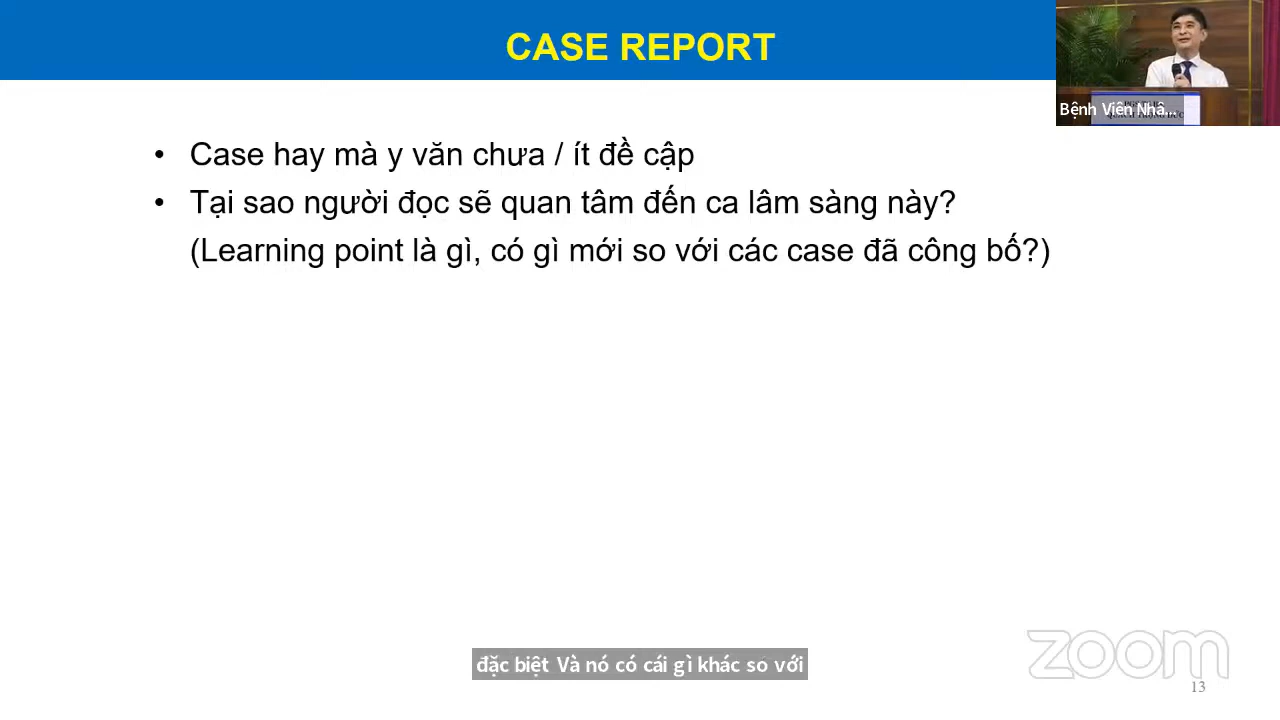 CASE REPORT
Bệnh Viện Nhâ...
• Case hay mà y văn chưa / ít đề cập
• Tại sao người đọc sẽ quan tâm đến ca lâm sàng này?
(Learning point là gì, có gì mới so với các case đã công bố?)
đặc biệt Và nó có cái gì khác so với
zoom
13